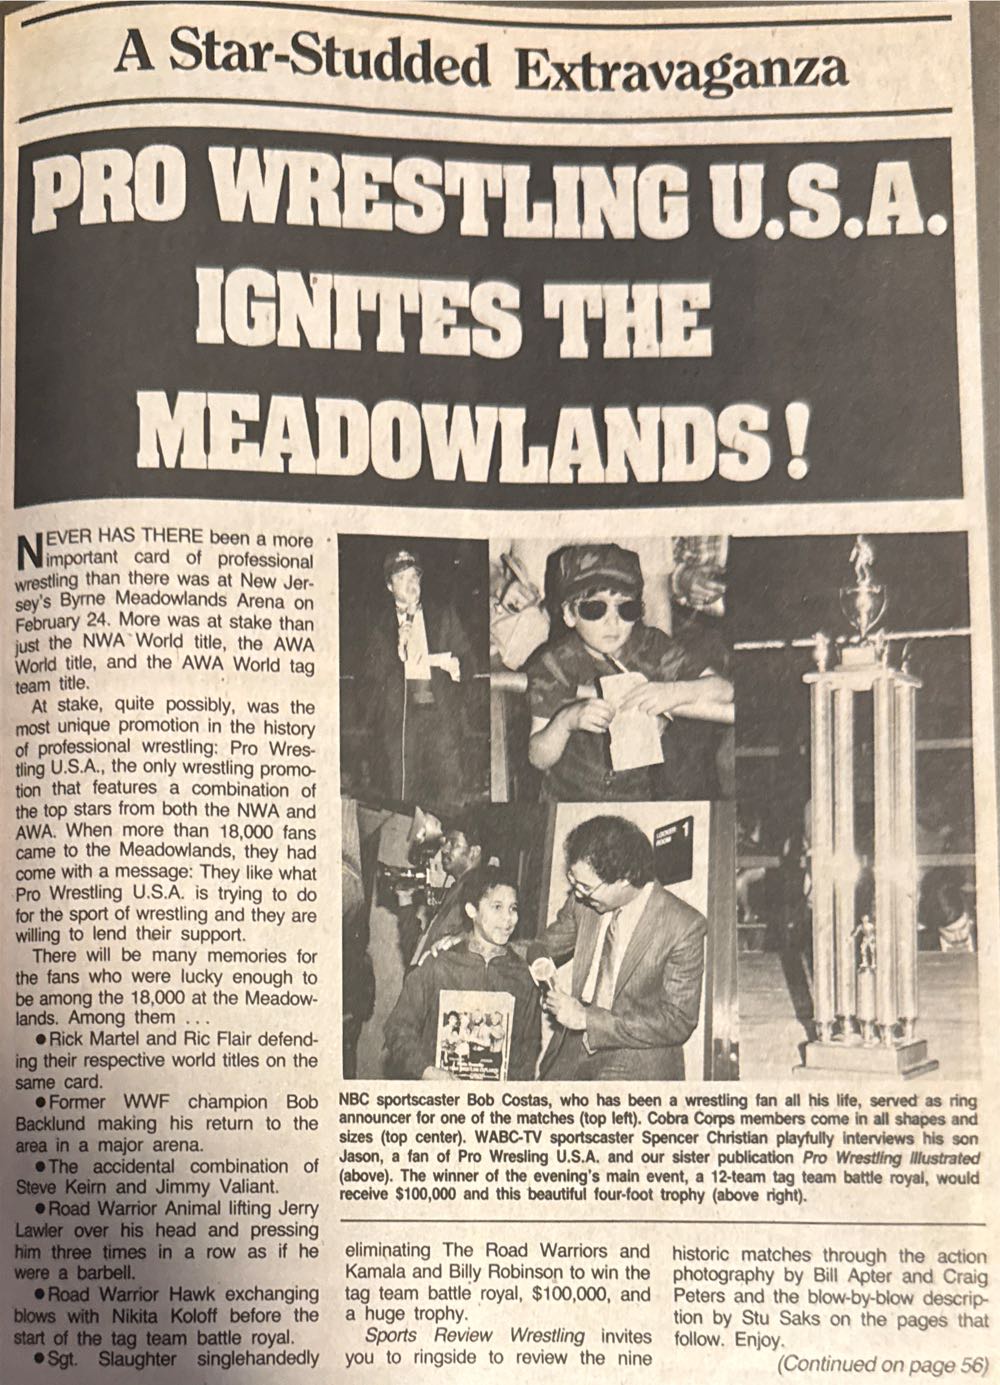 A Star-Studded Extravaganza
PRO WRESTLING U.S.A.
IGNITES THE
MEADOWLANDS!
NEVER HAS THERE been a more
important card of professional
wrestling than there was at New Jer-
sey's Byrne Meadowlands Arena on
February 24. More was at stake than
just the NWA World title, the AWA
World title, and the AWA World tag
team title.
At stake, quite possibly, was the
most unique promotion in the history
of professional wrestling: Pro Wres-
tling U.S.A., the only wrestling promo-
tion that features a combination of
the top stars from both the NWA and
AWA. When more than 18,000 fans
came to the Meadowlands, they had
come with a message: They like what
Pro Wrestling U.S.A. is trying to do
for the sport of wrestling and they are
willing to lend their support.
There will be many memories for
the fans who were lucky enough to
be among the 18,000 at the Meadow-
lands. Among them ...
●Rick Martel and Ric Flair defend-
ing their respective world titles on the
same card.
●Former WWF champion Bob
Backlund making his return to the
area in a major arena.
●The accidental combination of
Steve Keirn and Jimmy Valiant.
●Road Warrior Animal lifting Jerry
Lawler over his head and pressing
him three times in a row as if he
were a barbell.
●Road Warrior Hawk exchanging
blows with Nikita Koloff before the
start of the tag team battle royal.
●Sgt. Slaughter singlehandedly
LOCKER
ROOM 1
NBC sportscaster Bob Costas, who has been a wrestling fan all his life, served as ring
announcer for one of the matches (top left). Cobra Corps members come in all shapes and
sizes (top center). WABC-TV sportscaster Spencer Christian playfully interviews his son
Jason, a fan of Pro Wresling U.S.A. and our sister publication Pro Wrestling Illustrated
(above). The winner of the evening's main event, a 12-team tag team battle royal, would
receive $100,000 and this beautiful four-foot trophy (above right).
eliminating The Road Warriors and
Kamala and Billy Robinson to win the
tag team battle royal, $100,000, and
a huge trophy.
Sports Review Wrestling invites
you to ringside to review the nine
historic matches through the action
photography by Bill Apter and Craig
Peters and the blow-by-blow descrip-
tion by Stu Saks on the pages that
follow. Enjoy.
(Continued on page 56)